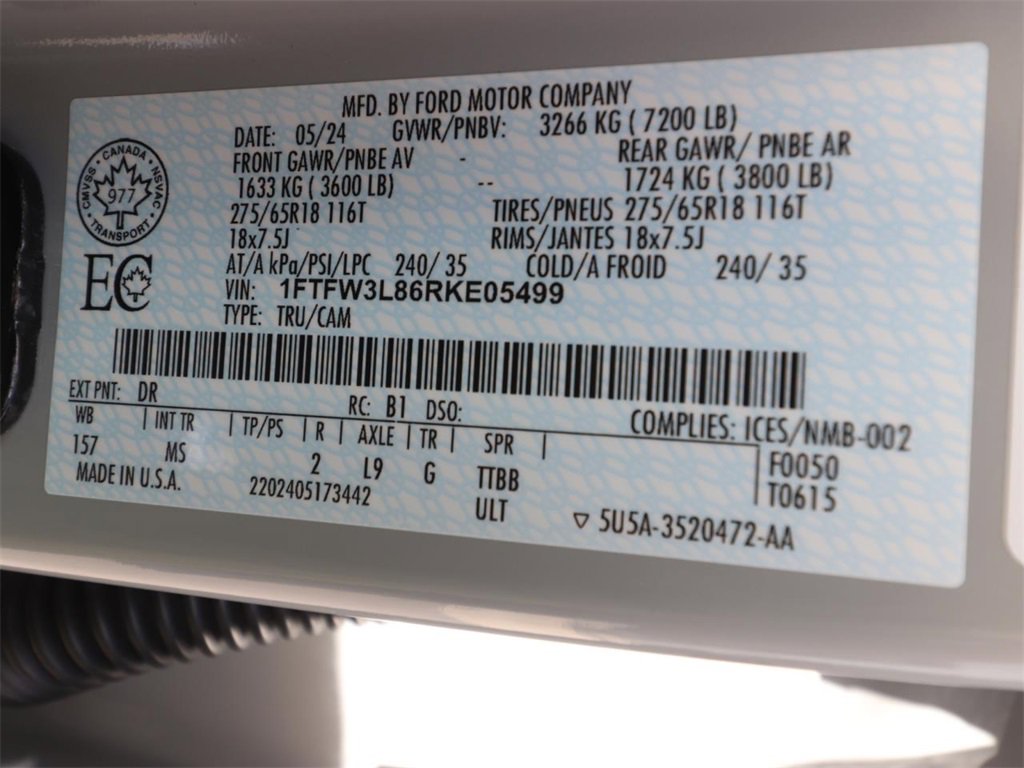 MFD. BY FORD MOTOR COMPANY
DATE: 05/24 GVWR/PNBV: 3266 KG ( 7200 LB)
FRONT GAWR/PNBE AV - REAR GAWR/ PNBE AR
1633 KG ( 3600 LB) -- 1724 KG ( 3800 LB)
275/65R18 116T TIRES/PNEUS 275/65R18 116T
18x7.5J RIMS/JANTES 18x7.5J
AT/A kPa/PSI/LPC 240/ 35 COLD/A FROID 240/ 35
VIN: 1FTFW3L86RKE05499
TYPE: TRU/CAM
CANADA
CMVSS NSVAC
977
TRANSPORT
EC
EXT PNT: DR RC: B1 DSO: COMPLIES: ICES/NMB-002
WB | INT TR | TP/PS | R | AXLE | TR | SPR |
157 MS 2 L9 G TTBB F0050
MADE IN U.S.A. 2202405173442 ULT T0615
▽ 5U5A-3520472-AA